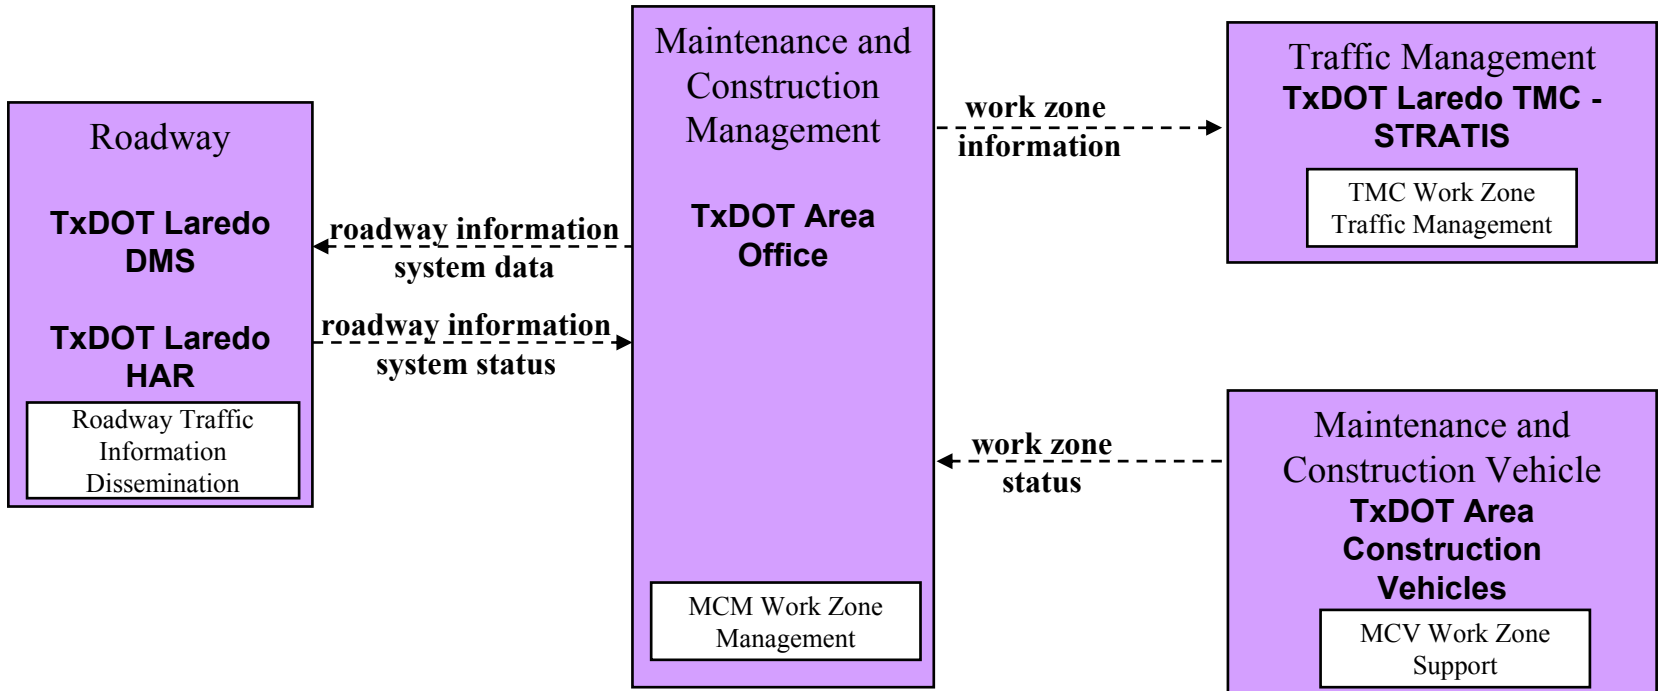 Roadway
TxDOT Laredo
DMS
TxDOT Laredo
HAR
Roadway Traffic
Information
Dissemination
roadway information
system data
roadway information
system status
Maintenance and
Construction
Management
TxDOT Area
Office
MCM Work Zone
Management
work zone
information
work zone
status
Traffic Management
TxDOT Laredo TMC -
STRATIS
TMC Work Zone
Traffic Management
Maintenance and
Construction Vehicle
TxDOT Area
Construction
Vehicles
MCV Work Zone
Support